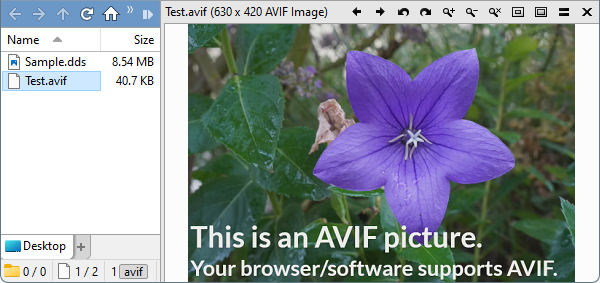 Test.avif (630 x 420 AVIF Image)
Name Size
Sample.dds 8.54 MB
Test.avif 40.7 KB
This is an AVIF picture.
Your browser/software supports AVIF.
Desktop +
0 / 0 1 / 2 1 avif